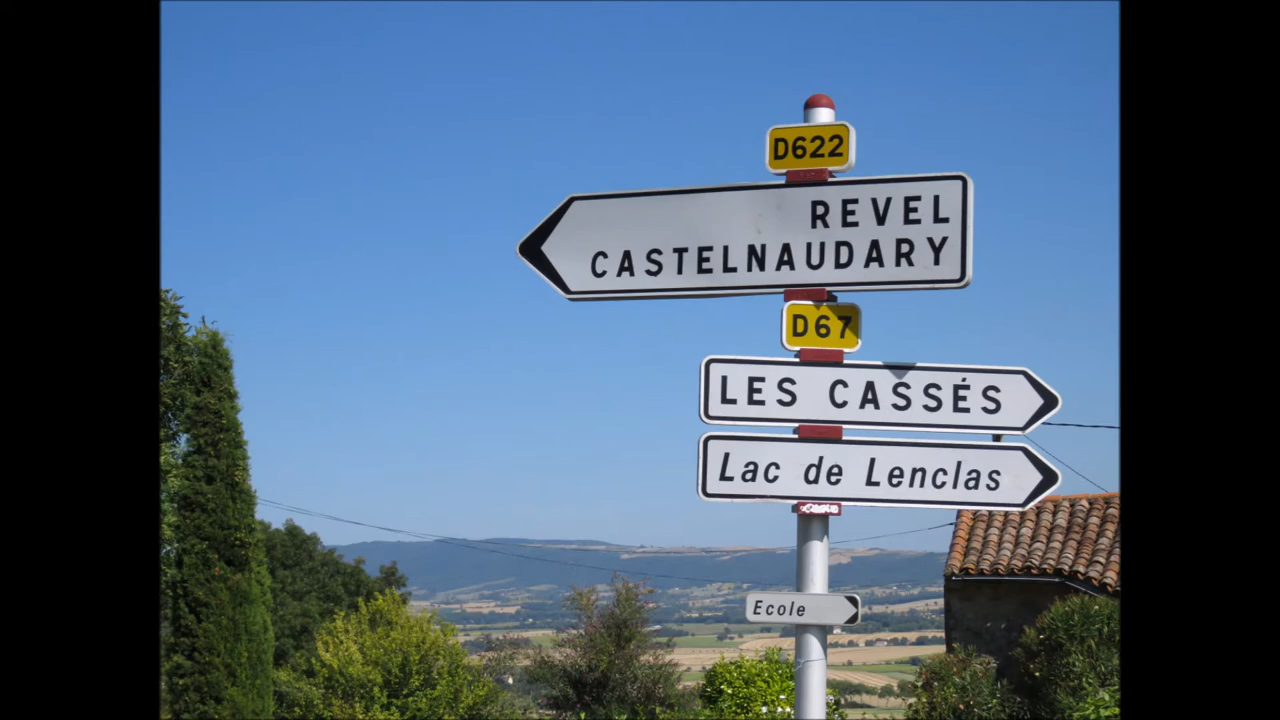 D622
REVEL
CASTELNAUDARY
D67
LES CASSÉS
Lac de Lenclas
Ecole